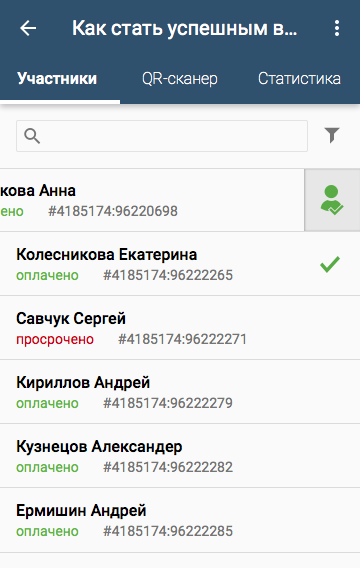 Как стать успешным в...
Участники QR-сканер Статистика
кова Анна
ено #4185174:96220698
Колесникова Екатерина
оплачено #4185174:96222265
Савчук Сергей
просрочено #4185174:96222271
Кириллов Андрей
оплачено #4185174:96222279
Кузнецов Александер
оплачено #4185174:96222282
Ермишин Андрей
оплачено #4185174:96222285